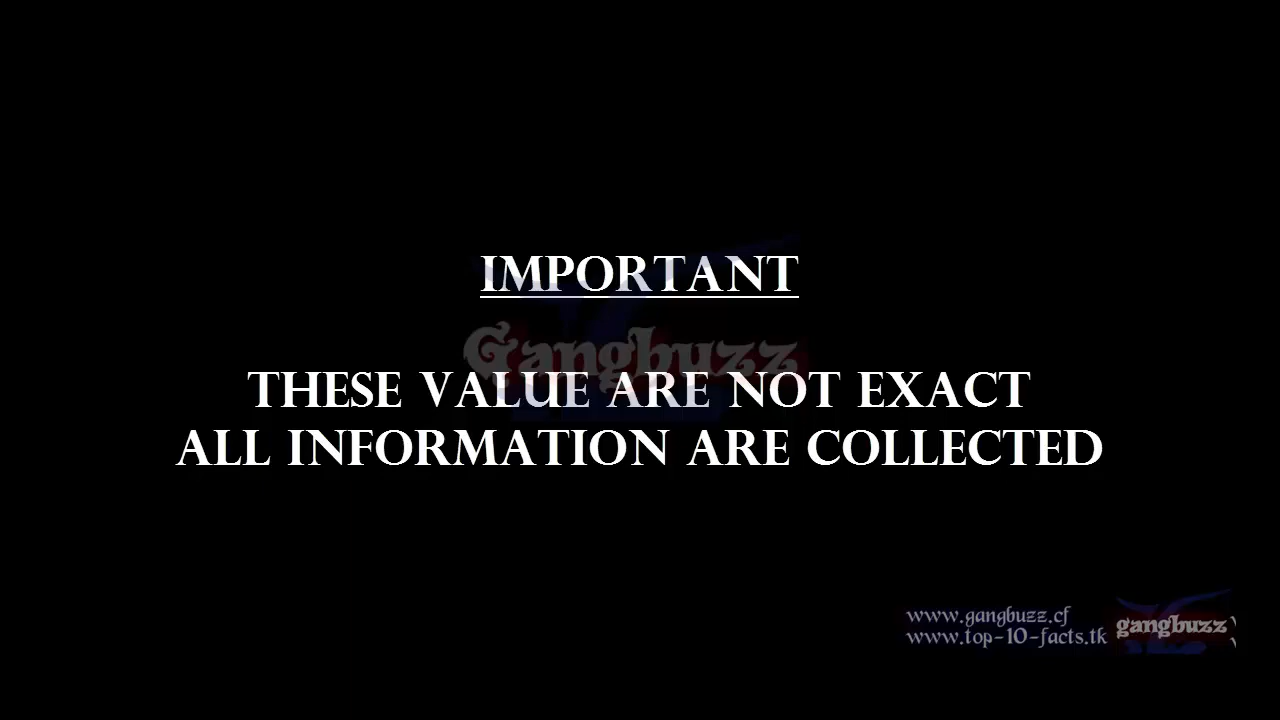 IMPORTANT
Gangbuzz
THESE VALUE ARE NOT EXACT
ALL INFORMATION ARE COLLECTED
www.gangbuzz.cf
www.top-10-facts.tk
gangbuzz